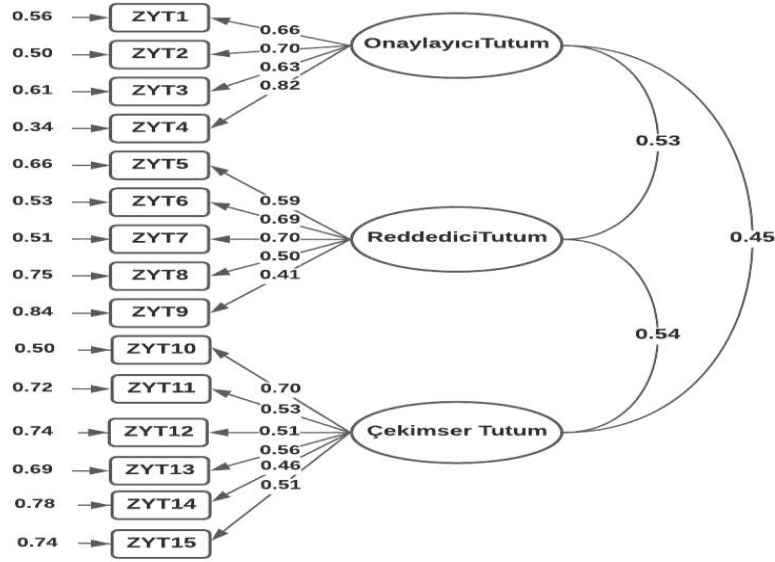 0.56 ZYT1 0.66 OnaylayıcıTutum
0.50 ZYT2 0.70
0.61 ZYT3 0.63
0.34 ZYT4 0.82
0.53
0.66 ZYT5 0.59
0.53 ZYT6 0.69
0.51 ZYT7 0.70 ReddediciTutum 0.45
0.75 ZYT8 0.50
0.84 ZYT9 0.41
0.54
0.50 ZYT10 0.70
0.72 ZYT11 0.53
0.74 ZYT12 0.51 Çekimser Tutum
0.69 ZYT13 0.56
0.78 ZYT14 0.46
0.74 ZYT15 0.51